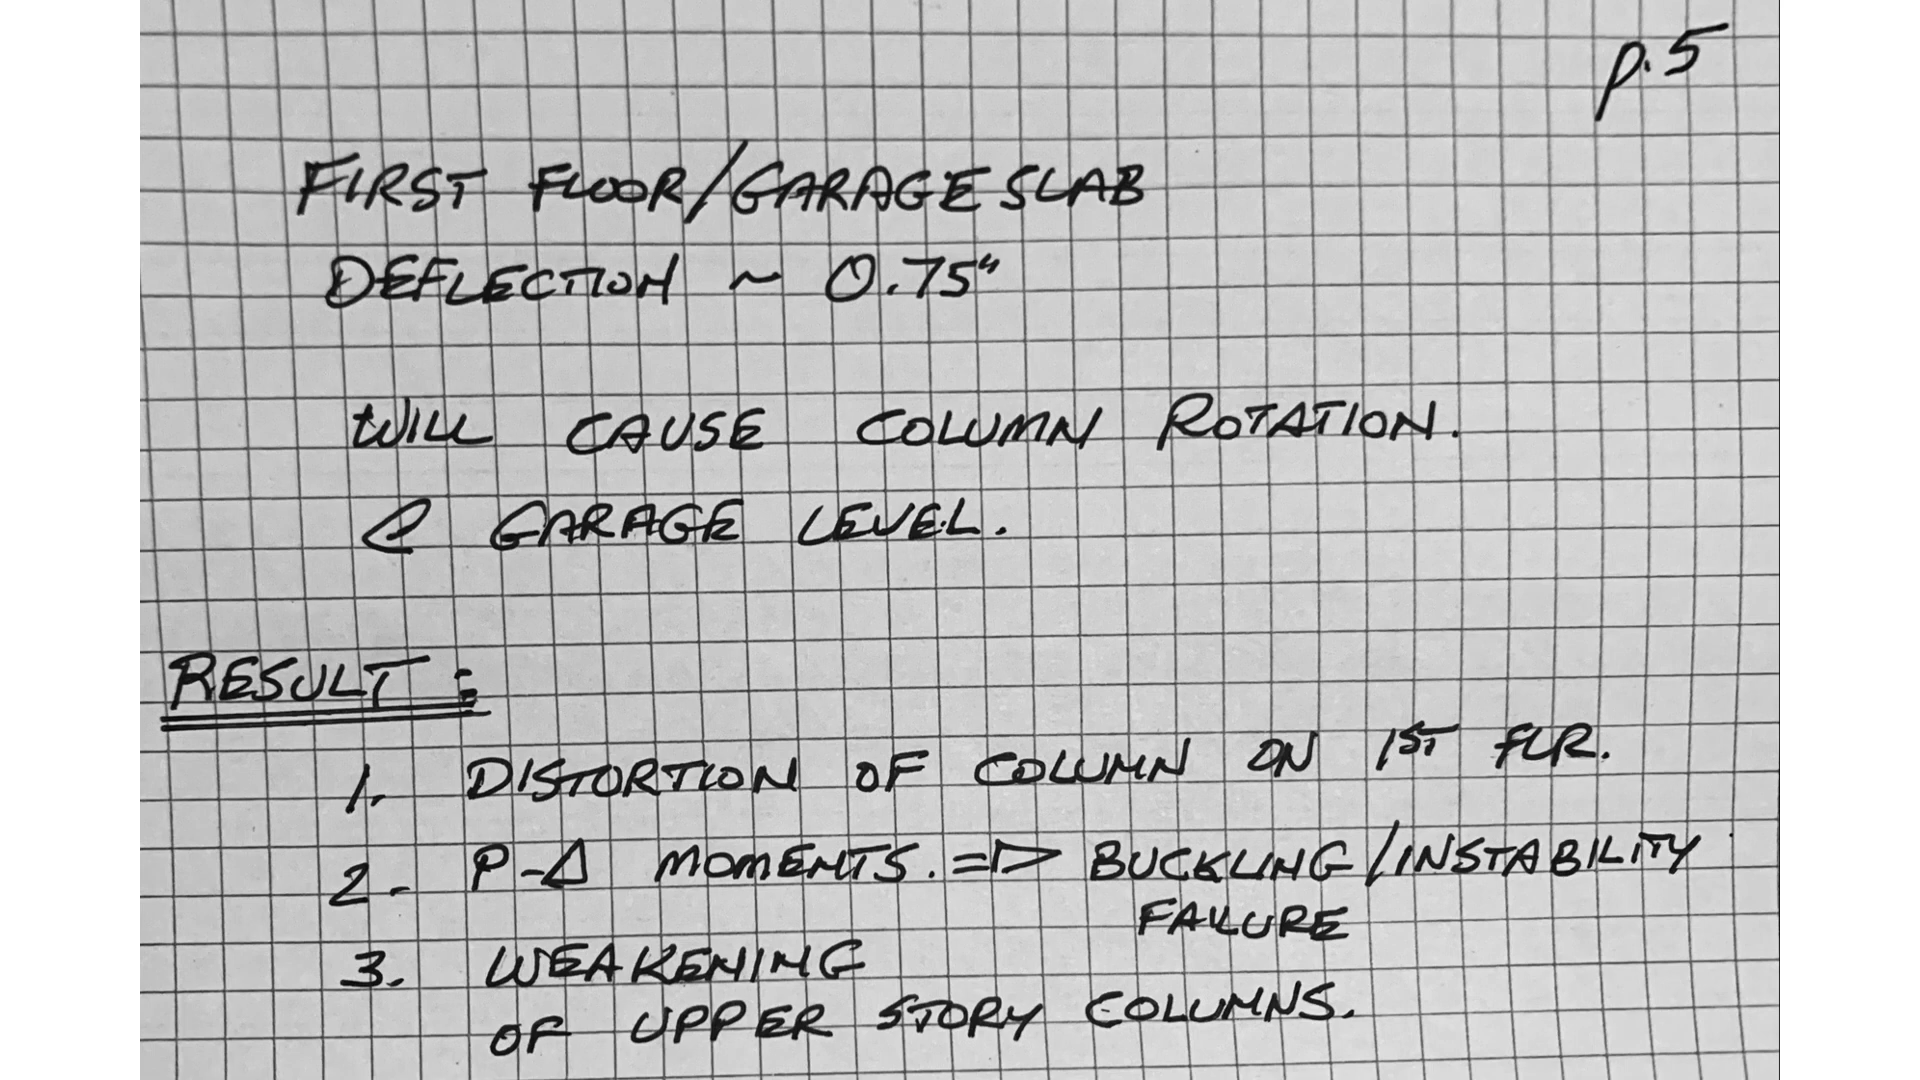 p.5
FIRST FLOOR/GARAGE SLAB
DEFLECTION ~ 0.75"
WILL CAUSE COLUMN ROTATION.
@ GARAGE LEVEL.
RESULT:
1. DISTORTION OF COLUMN ON 1ST FLR.
2. P-Δ MOMENTS. => BUCKLING/INSTABILITY
FAILURE
3. WEAKENING
OF UPPER STORY COLUMNS.